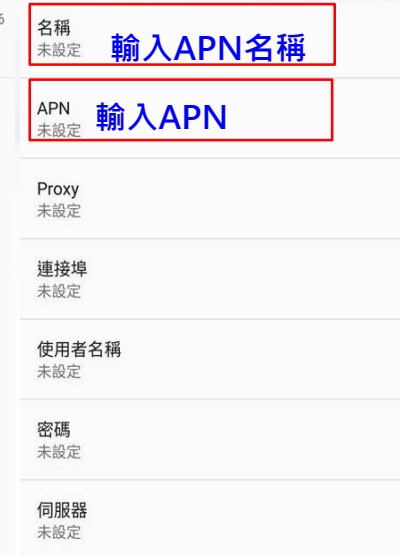 名稱
未設定
輸入APN名稱
APN
未設定
輸入APN
Proxy
未設定
連接埠
未設定
使用者名稱
未設定
密碼
未設定
伺服器
未設定